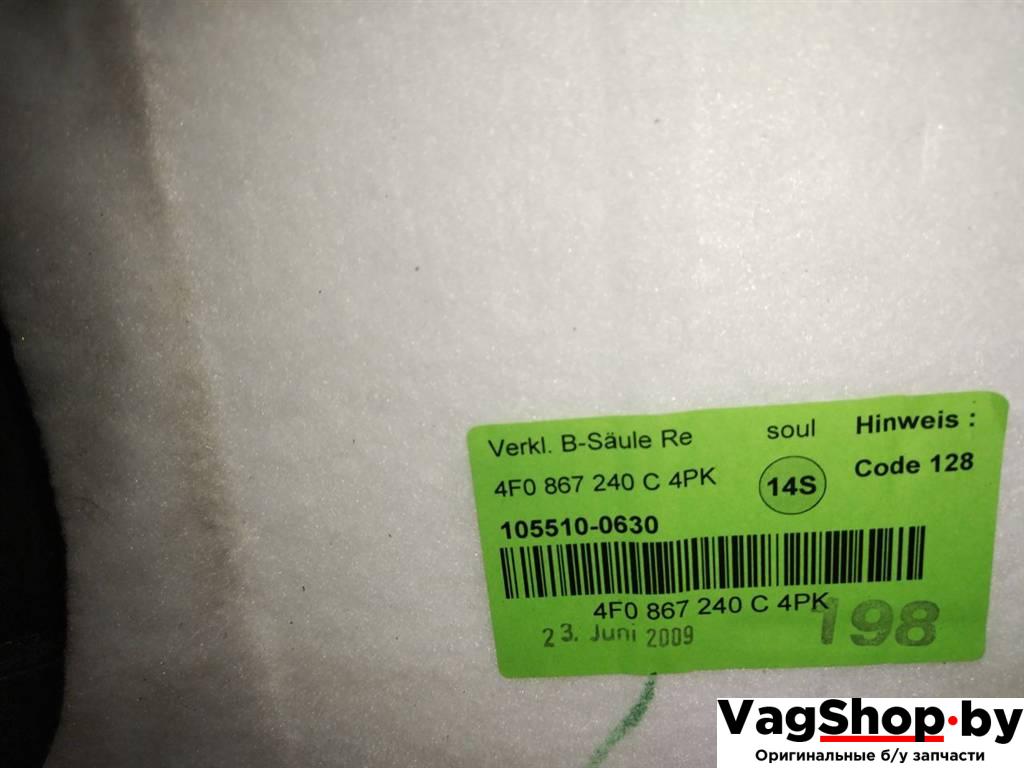 Verkl. B-Säule Re soul Hinweis :
4F0 867 240 C 4PK 14S Code 128
105510-0630
4F0 867 240 C 4PK
23. Juni 2009 198
VagShop.by
Оригинальные б/у запчасти